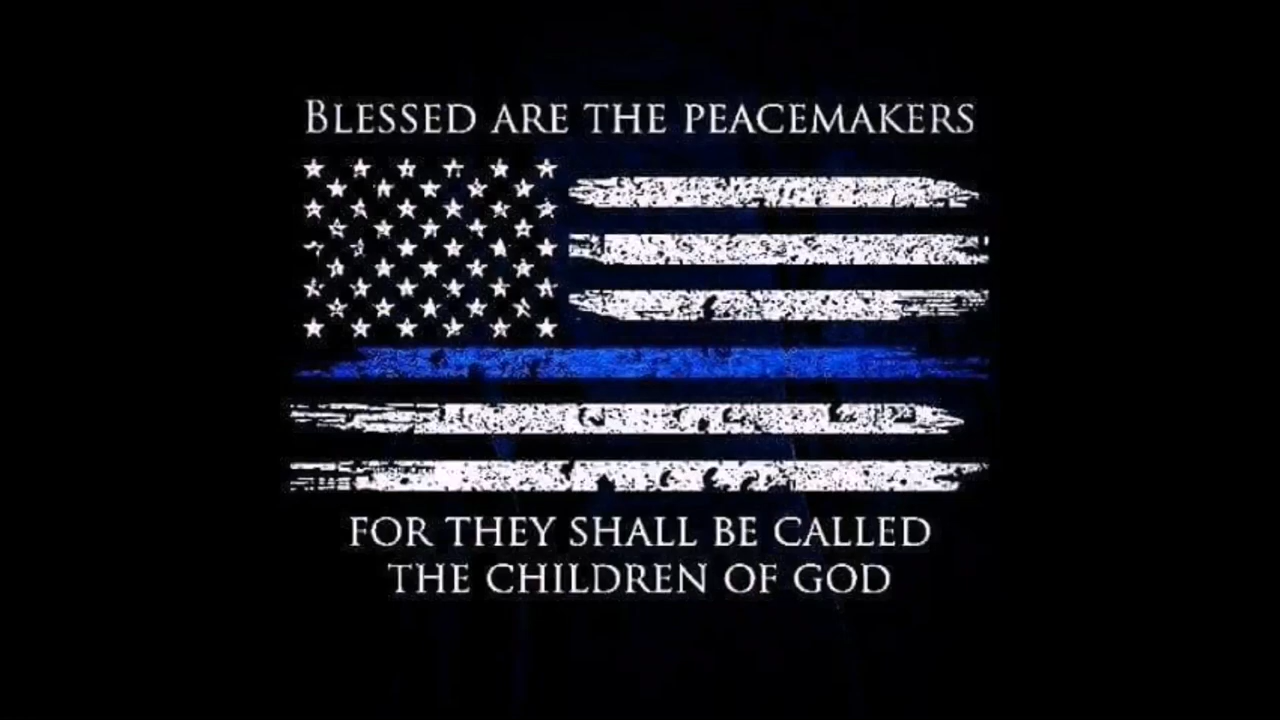 Blessed are the peacemakers
for they shall be called
the children of God